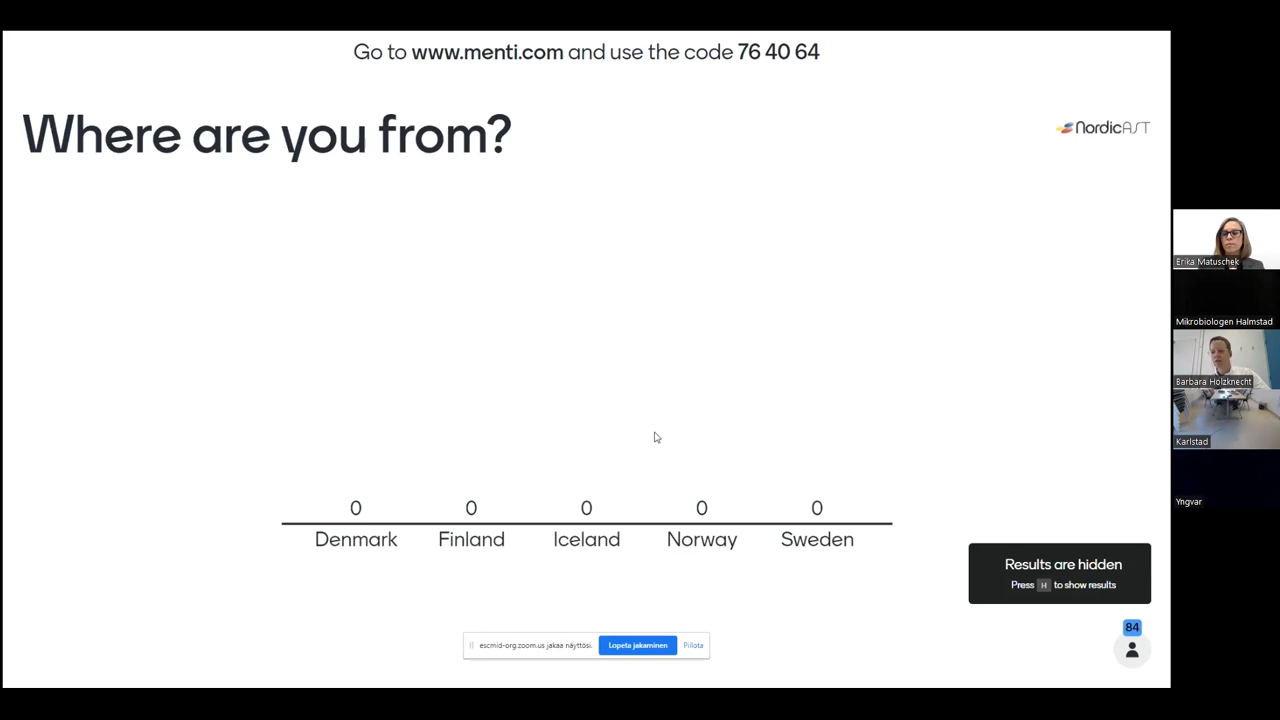 Go to www.menti.com and use the code 76 40 64
Where are you from?
NordicAST
Erika Matuschek
Mikrobiologen Halmstad
Barbara Holzknecht
Karlstad
Yngvar
0 0 0 0 0
Denmark Finland Iceland Norway Sweden
Results are hidden
Press H to show results
84
escmid-org.zoom.us jakaa näyttösi. Lopeta jakaminen Piilota